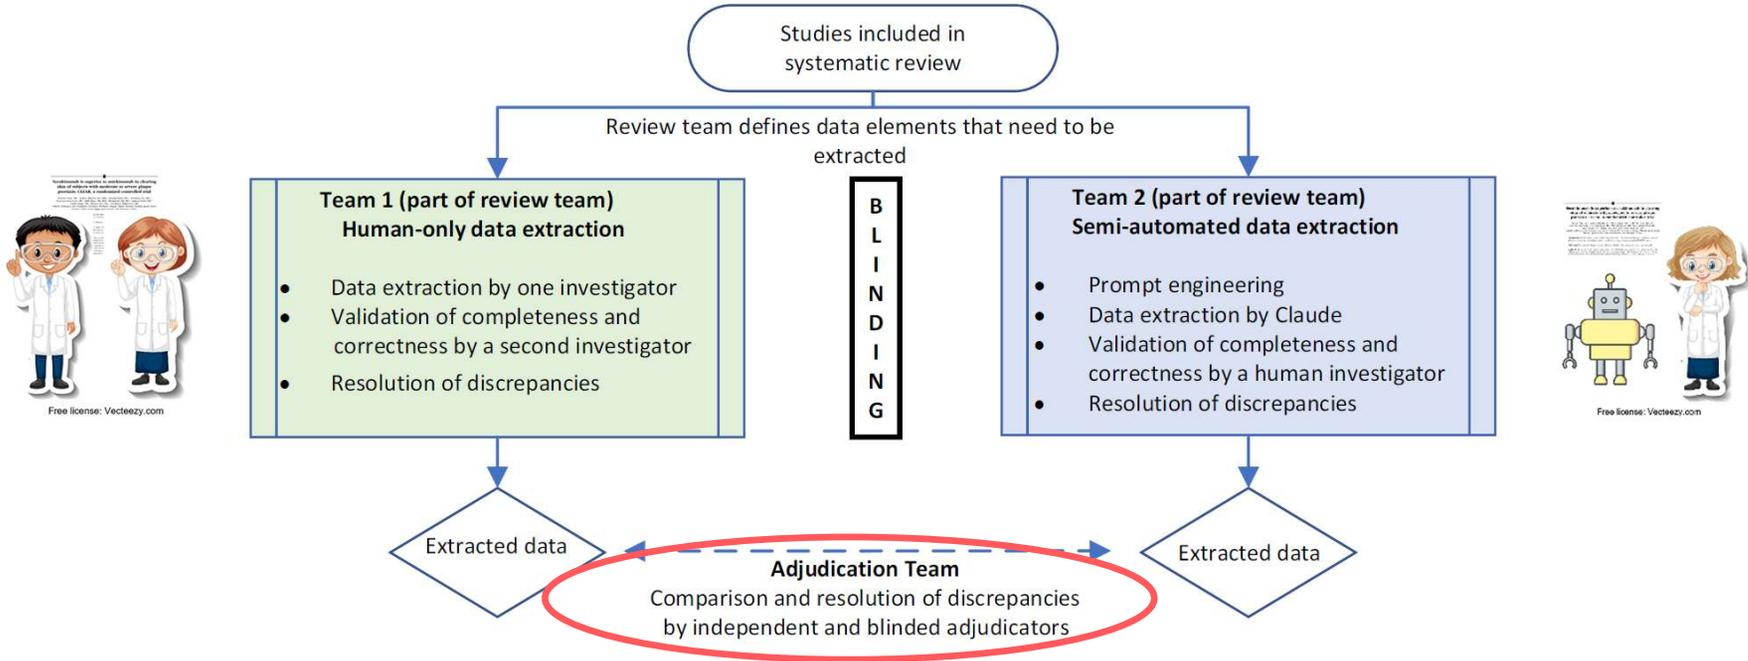 Studies included in
systematic review
Review team defines data elements that need to be
extracted
Team 1 (part of review team)
Human-only data extraction
• Data extraction by one investigator
• Validation of completeness and
correctness by a second investigator
• Resolution of discrepancies
Free license: Vecteezy.com
B
L
I
N
D
I
N
G
Team 2 (part of review team)
Semi-automated data extraction
• Prompt engineering
• Data extraction by Claude
• Validation of completeness and
correctness by a human investigator
• Resolution of discrepancies
Free license: Vecteezy.com
Extracted data
Adjudication Team
Comparison and resolution of discrepancies
by independent and blinded adjudicators
Extracted data